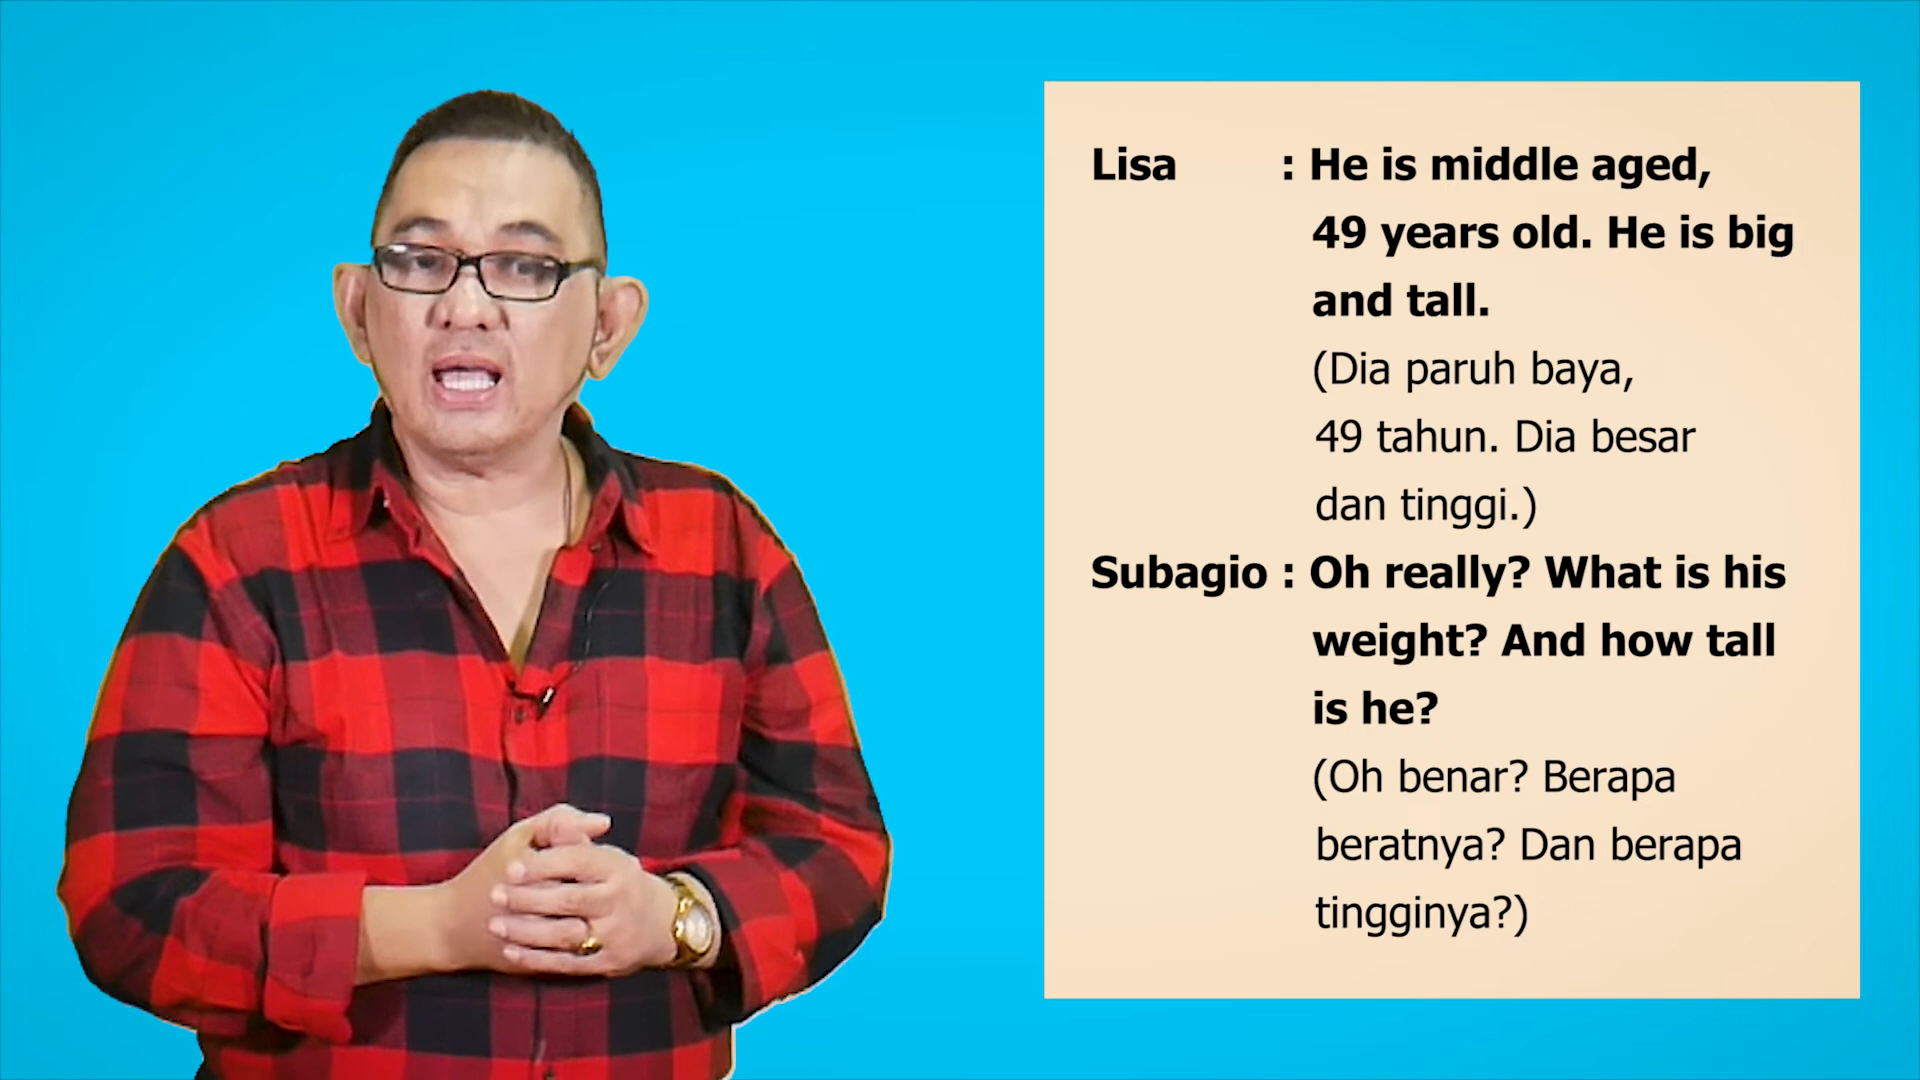 Lisa : He is middle aged,
49 years old. He is big
and tall.
(Dia paruh baya,
49 tahun. Dia besar
dan tinggi.)
Subagio : Oh really? What is his
weight? And how tall
is he?
(Oh benar? Berapa
beratnya? Dan berapa
tingginya?)